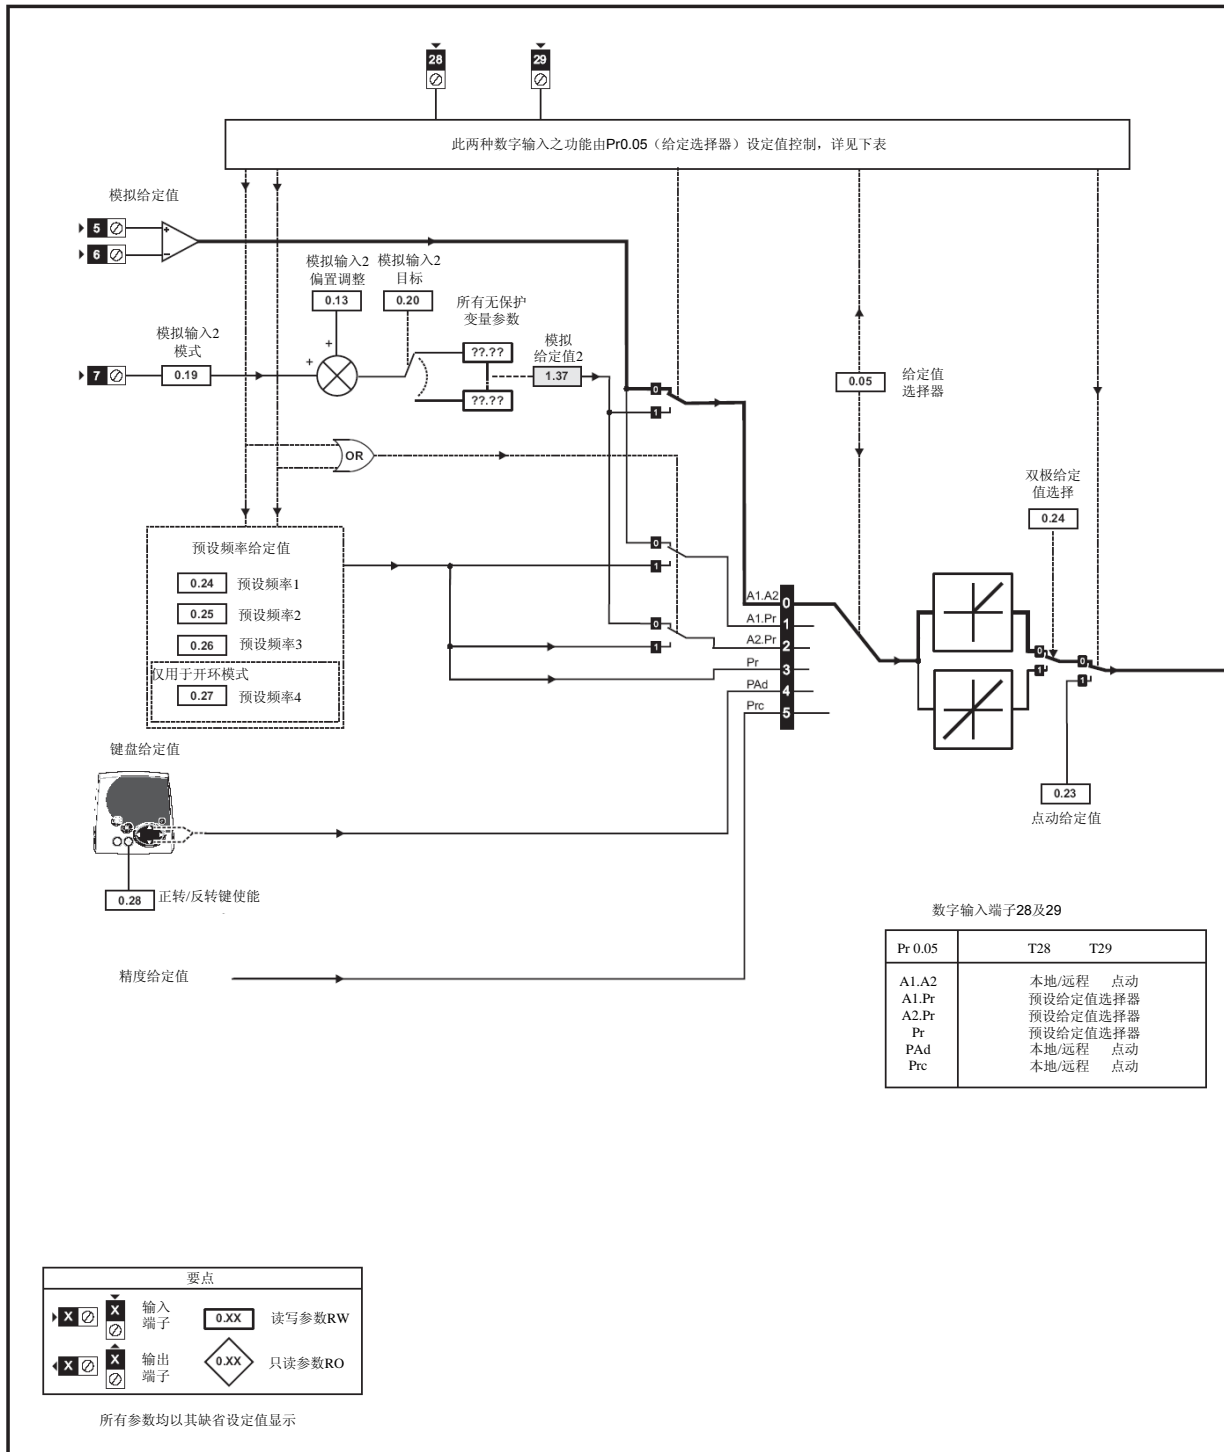 28
29
此两种数字输入之功能由Pr0.05（给定选择器）设定值控制，详见下表
模拟给定值
5
+
6
−
模拟输入2
偏置调整
0.13
模拟输入2
目标
0.20
所有无保护
变量参数
??.??
??.??
模拟输入2
模式
7
0.19
+
+
模拟
给定值2
1.37
0
1
0.05
给定值
选择器
OR
双极给定
值选择
0.24
预设频率给定值
0.24 预设频率1
0.25 预设频率2
0.26 预设频率3
仅用于开环模式
0.27 预设频率4
0
1
0
1
A1.A2 0
A1.Pr 1
A2.Pr 2
Pr 3
PAd 4
Prc 5
0
1
0
1
0.23
点动给定值
键盘给定值
0.28 正转/反转键使能
精度给定值
数字输入端子28及29
Pr 0.05 T28 T29
A1.A2 本地/远程 点动
A1.Pr 预设给定值选择器
A2.Pr 预设给定值选择器
Pr 预设给定值选择器
PAd 本地/远程 点动
Prc 本地/远程 点动
要点
X X 输入
端子
0.XX 读写参数RW
X X 输出
端子
0.XX 只读参数RO
所有参数均以其缺省设定值显示